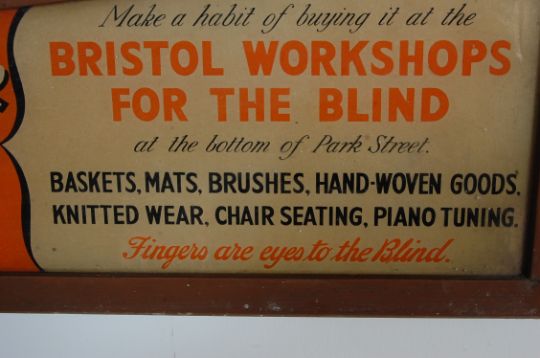 Make a habit of buying it at the
BRISTOL WORKSHOPS
FOR THE BLIND
at the bottom of Park Street.
BASKETS, MATS, BRUSHES, HAND-WOVEN GOODS,
KNITTED WEAR, CHAIR SEATING, PIANO TUNING.
Fingers are eyes to the Blind.